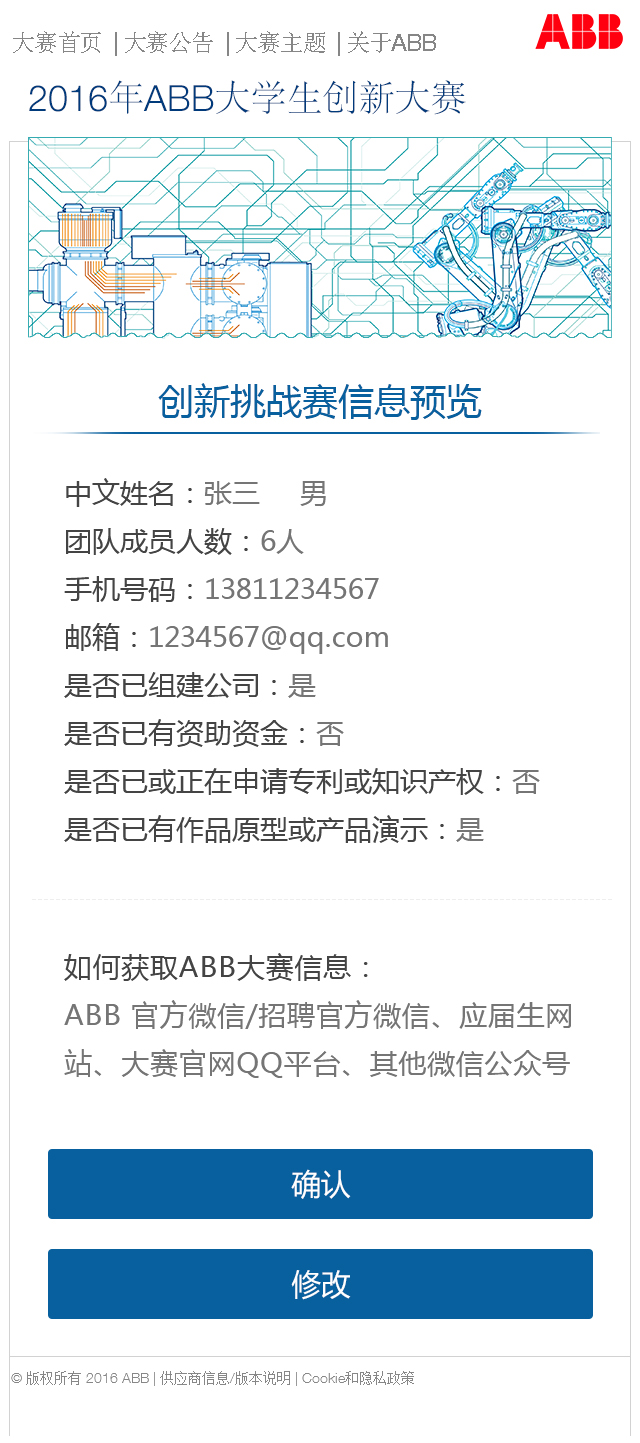 大赛首页 | 大赛公告 | 大赛主题 | 关于ABB
ABB
2016年ABB大学生创新大赛
创新挑战赛信息预览
中文姓名：张三 男
团队成员人数：6人
手机号码：13811234567
邮箱：1234567@qq.com
是否已组建公司：是
是否已有资助资金：否
是否已或正在申请专利或知识产权：否
是否已有作品原型或产品演示：是
如何获取ABB大赛信息：
ABB 官方微信/招聘官方微信、应届生网
站、大赛官网QQ平台、其他微信公众号
确认
修改
© 版权所有 2016 ABB | 供应商信息/版本说明 | Cookie和隐私政策